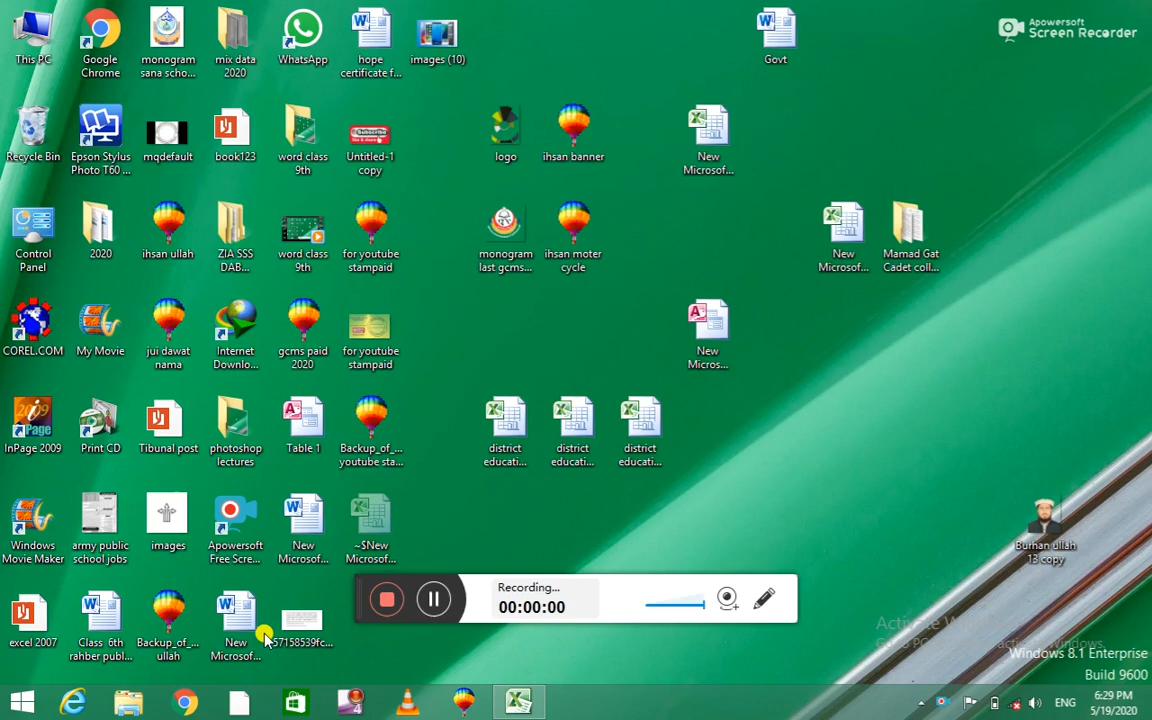 This PC
Google
Chrome
monogram
sana scho...
mix data
2020
WhatsApp
hope
certificate f...
images (10)
Govt
Apowersoft
Screen Recorder
Recycle Bin
Epson Stylus
Photo T60 ...
mqdefault
book123
word class
9th
Subscribe
Untitled-1
copy
logo
ihsan banner
New
Microsof...
Control
Panel
2020
ihsan ullah
ZIA SSS
DAB...
word class
9th
for youtube
stampaid
monogram
last gcms...
ihsan moter
cycle
New
Microsof...
Mamad Gat
Cadet coll...
COREL.COM
My Movie
jui dawat
nama
Internet
Downlo...
gcms paid
2020
for youtube
stampaid
New
Micros...
2009
InPage
InPage 2009
Print CD
Tibunal post
photoshop
lectures
Table 1
Backup_of_...
youtube sta...
district
educati...
district
educati...
district
educati...
Windows
Movie Maker
army public
school jobs
images
Apowersoft
Free Scre...
New
Microsof...
~$New
Microsof...
Burhan ullah
13 copy
Recording...
00:00:00
excel 2007
Class 6th
rahber publ...
Backup_of_...
ullah
New
Microsof...
57158539fc...
Activate
Windows 8.1 Enterprise
Build 9600
ENG
6:29 PM
5/19/2020